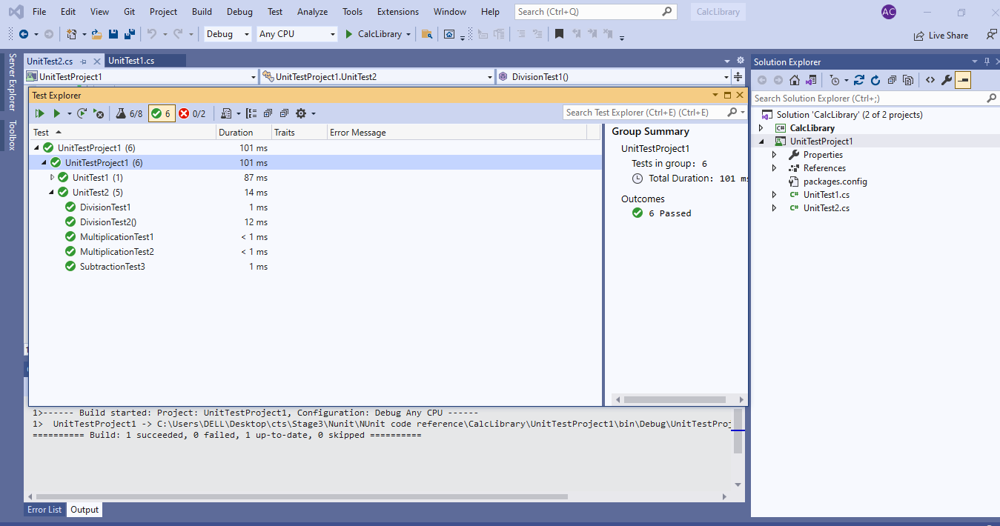 File Edit View Git Project Build Debug Test Analyze Tools Extensions Window Help Search (Ctrl+Q) CalcLibrary AC
Debug Any CPU CalcLibrary Live Share
Server Explorer
Toolbox
UnitTest2.cs UnitTest1.cs
UnitTestProject1 UnitTestProject1.UnitTest2 DivisionTest1()
Test Explorer
6/8 6 0/2 Search Test Explorer (Ctrl+E) (Ctrl+E)
Test Duration Traits Error Message
UnitTestProject1 (6) 101 ms
UnitTestProject1 (6) 101 ms
UnitTest1 (1) 87 ms
UnitTest2 (5) 14 ms
DivisionTest1 1 ms
DivisionTest2() 12 ms
MultiplicationTest1 < 1 ms
MultiplicationTest2 < 1 ms
SubtractionTest3 1 ms
Group Summary
UnitTestProject1
Tests in group: 6
Total Duration: 101 ms
Outcomes
6 Passed
1>------ Build started: Project: UnitTestProject1, Configuration: Debug Any CPU ------
1> UnitTestProject1 -> C:\Users\DELL\Desktop\cts\Stage3\Nunit\NUnit code reference\CalcLibrary\UnitTestProject1\bin\Debug\UnitTestProj
========== Build: 1 succeeded, 0 failed, 1 up-to-date, 0 skipped ==========
Error List Output
Solution Explorer
Search Solution Explorer (Ctrl+;)
Solution 'CalcLibrary' (2 of 2 projects)
C# CalcLibrary
UnitTestProject1
Properties
References
packages.config
C# UnitTest1.cs
C# UnitTest2.cs